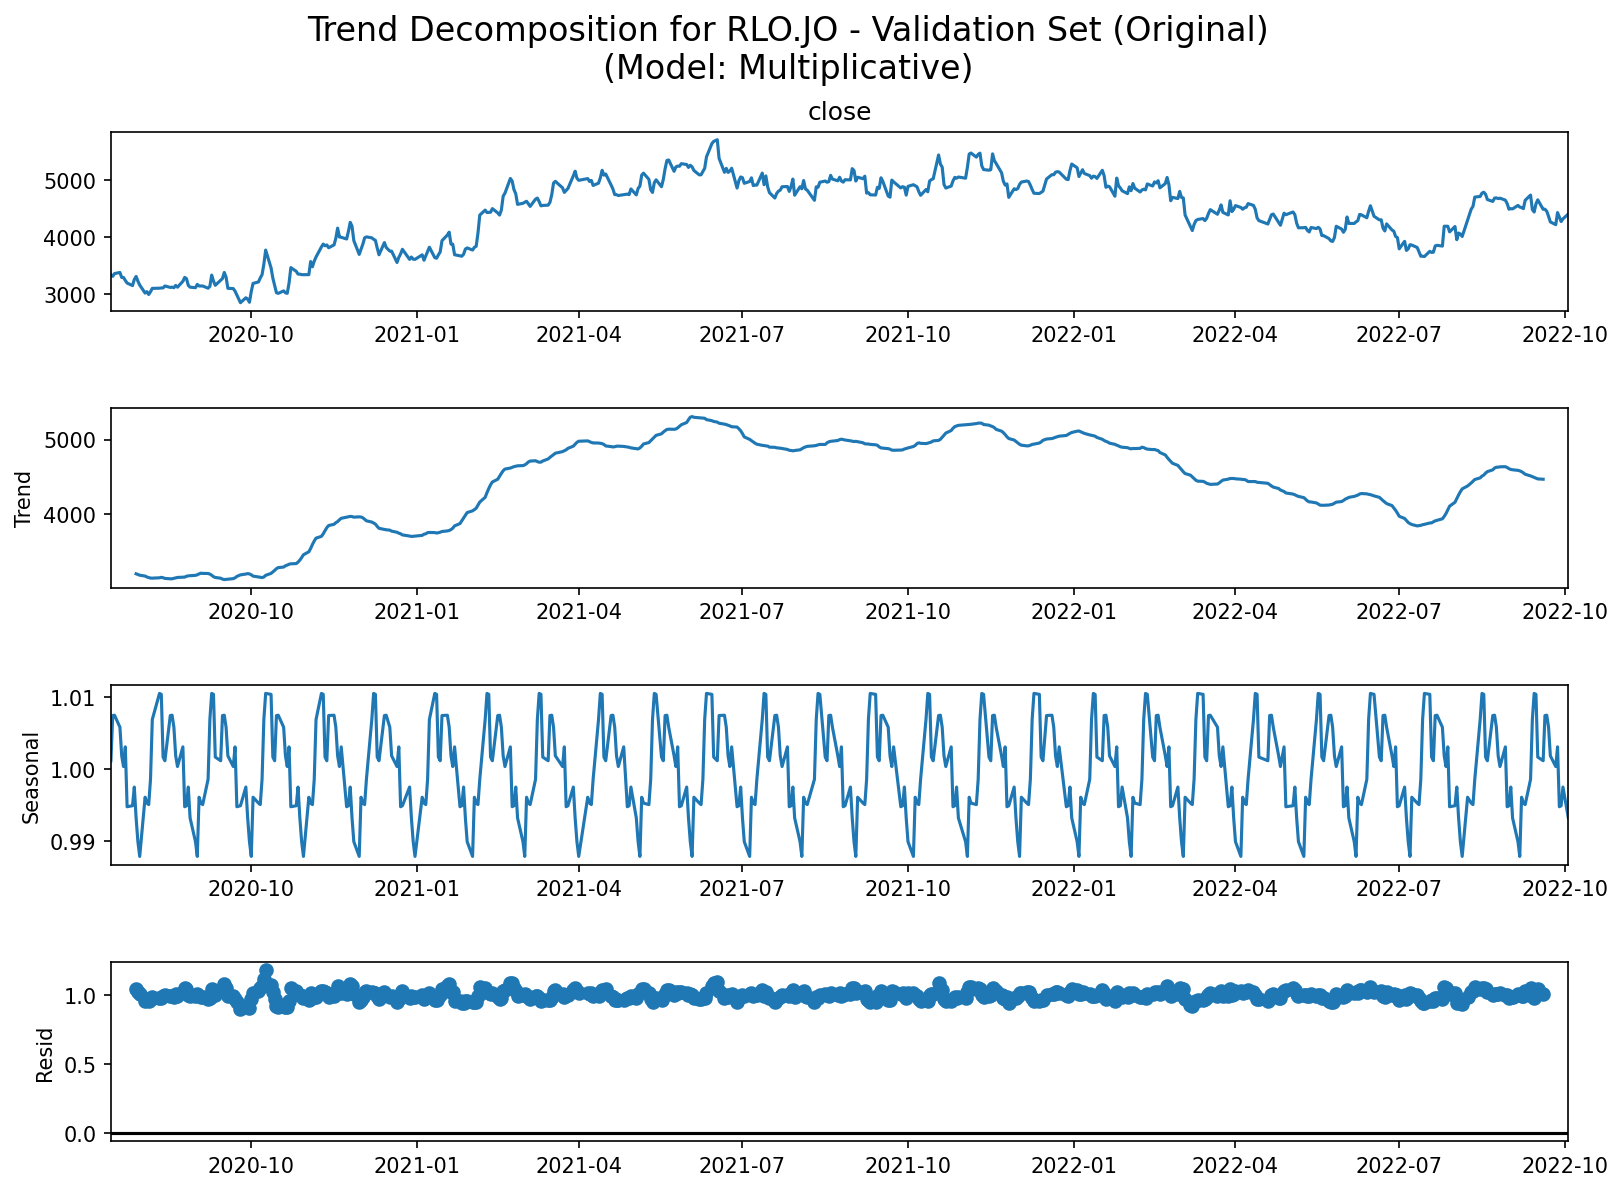 Trend Decomposition for RLO.JO - Validation Set (Original)
(Model: Multiplicative)
close
5000
4000
3000
2020-10 2021-01 2021-04 2021-07 2021-10 2022-01 2022-04 2022-07 2022-10
Trend
5000
4000
2020-10 2021-01 2021-04 2021-07 2021-10 2022-01 2022-04 2022-07 2022-10
Seasonal
1.01
1.00
0.99
2020-10 2021-01 2021-04 2021-07 2021-10 2022-01 2022-04 2022-07 2022-10
Resid
1.0
0.5
0.0
2020-10 2021-01 2021-04 2021-07 2021-10 2022-01 2022-04 2022-07 2022-10